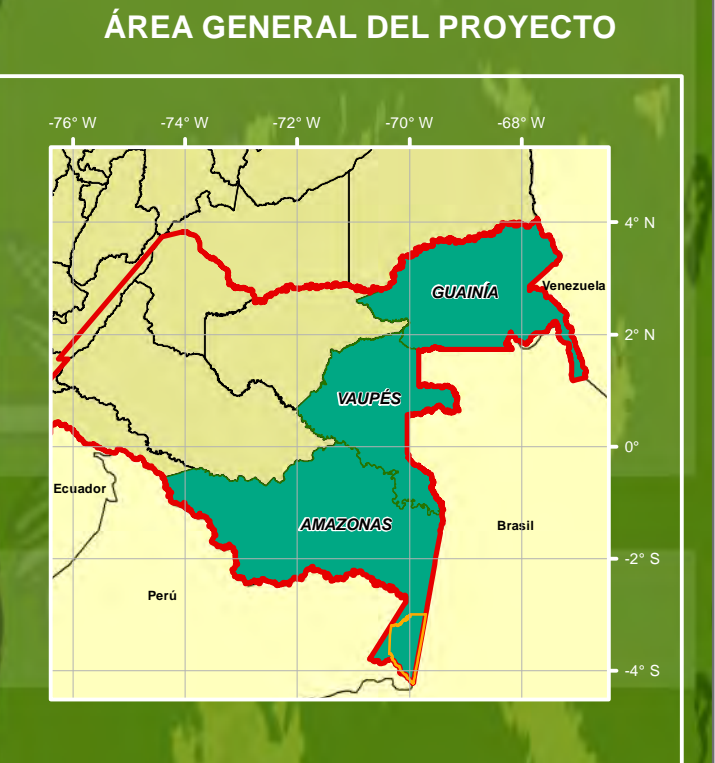 ÁREA GENERAL DEL PROYECTO
-76° W -74° W -72° W -70° W -68° W
4° N
GUAINÍA
Venezuela
2° N
VAUPÉS
0°
Ecuador
AMAZONAS
Brasil
-2° S
Perú
-4° S